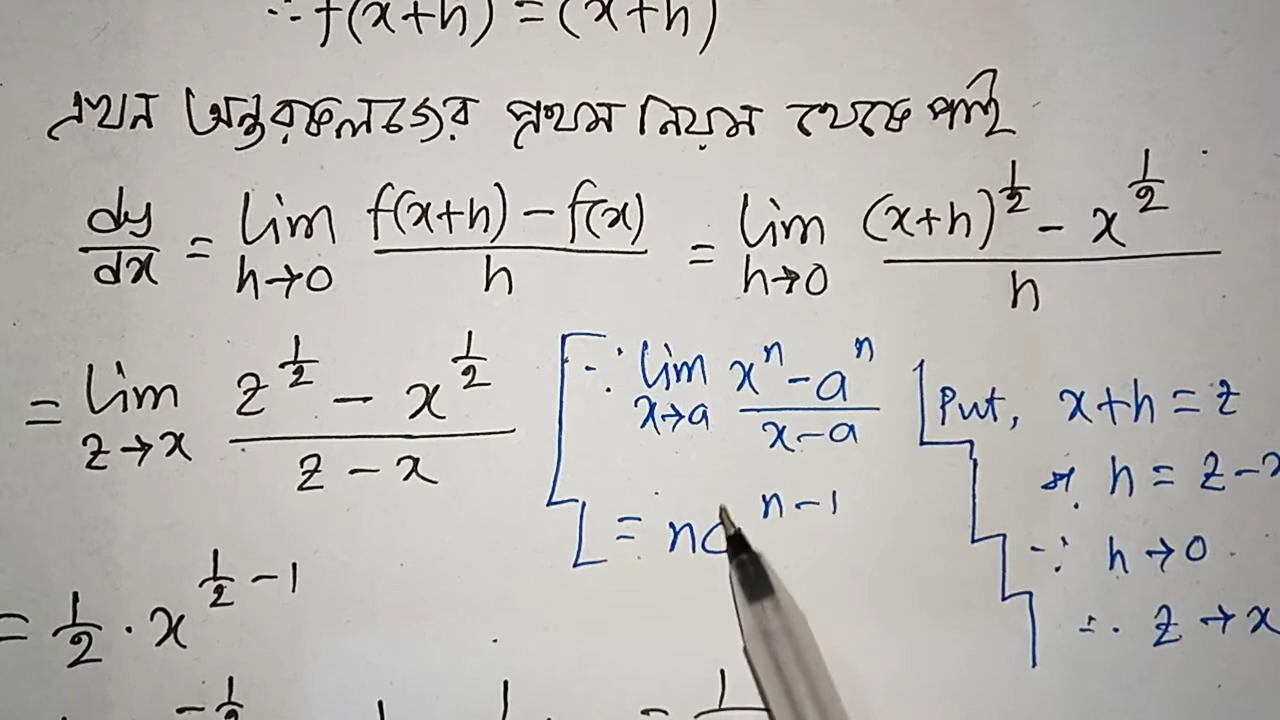 ∴ f(x+h) = (x+h)
এখন অন্তরকলজের প্রথম নিয়ম থেকে পাই
dy/dx = lim h→0 f(x+h) − f(x) / h = lim h→0 (x+h)^1/2 − x^1/2 / h
= lim z→x z^1/2 − x^1/2 / z − x [∵ lim x→a x^n − a^n / x − a
= na^n−1]
Put, x+h = z
বা, h = z−x
∵ h→0
∴ z→x
= 1/2 · x^1/2 −1